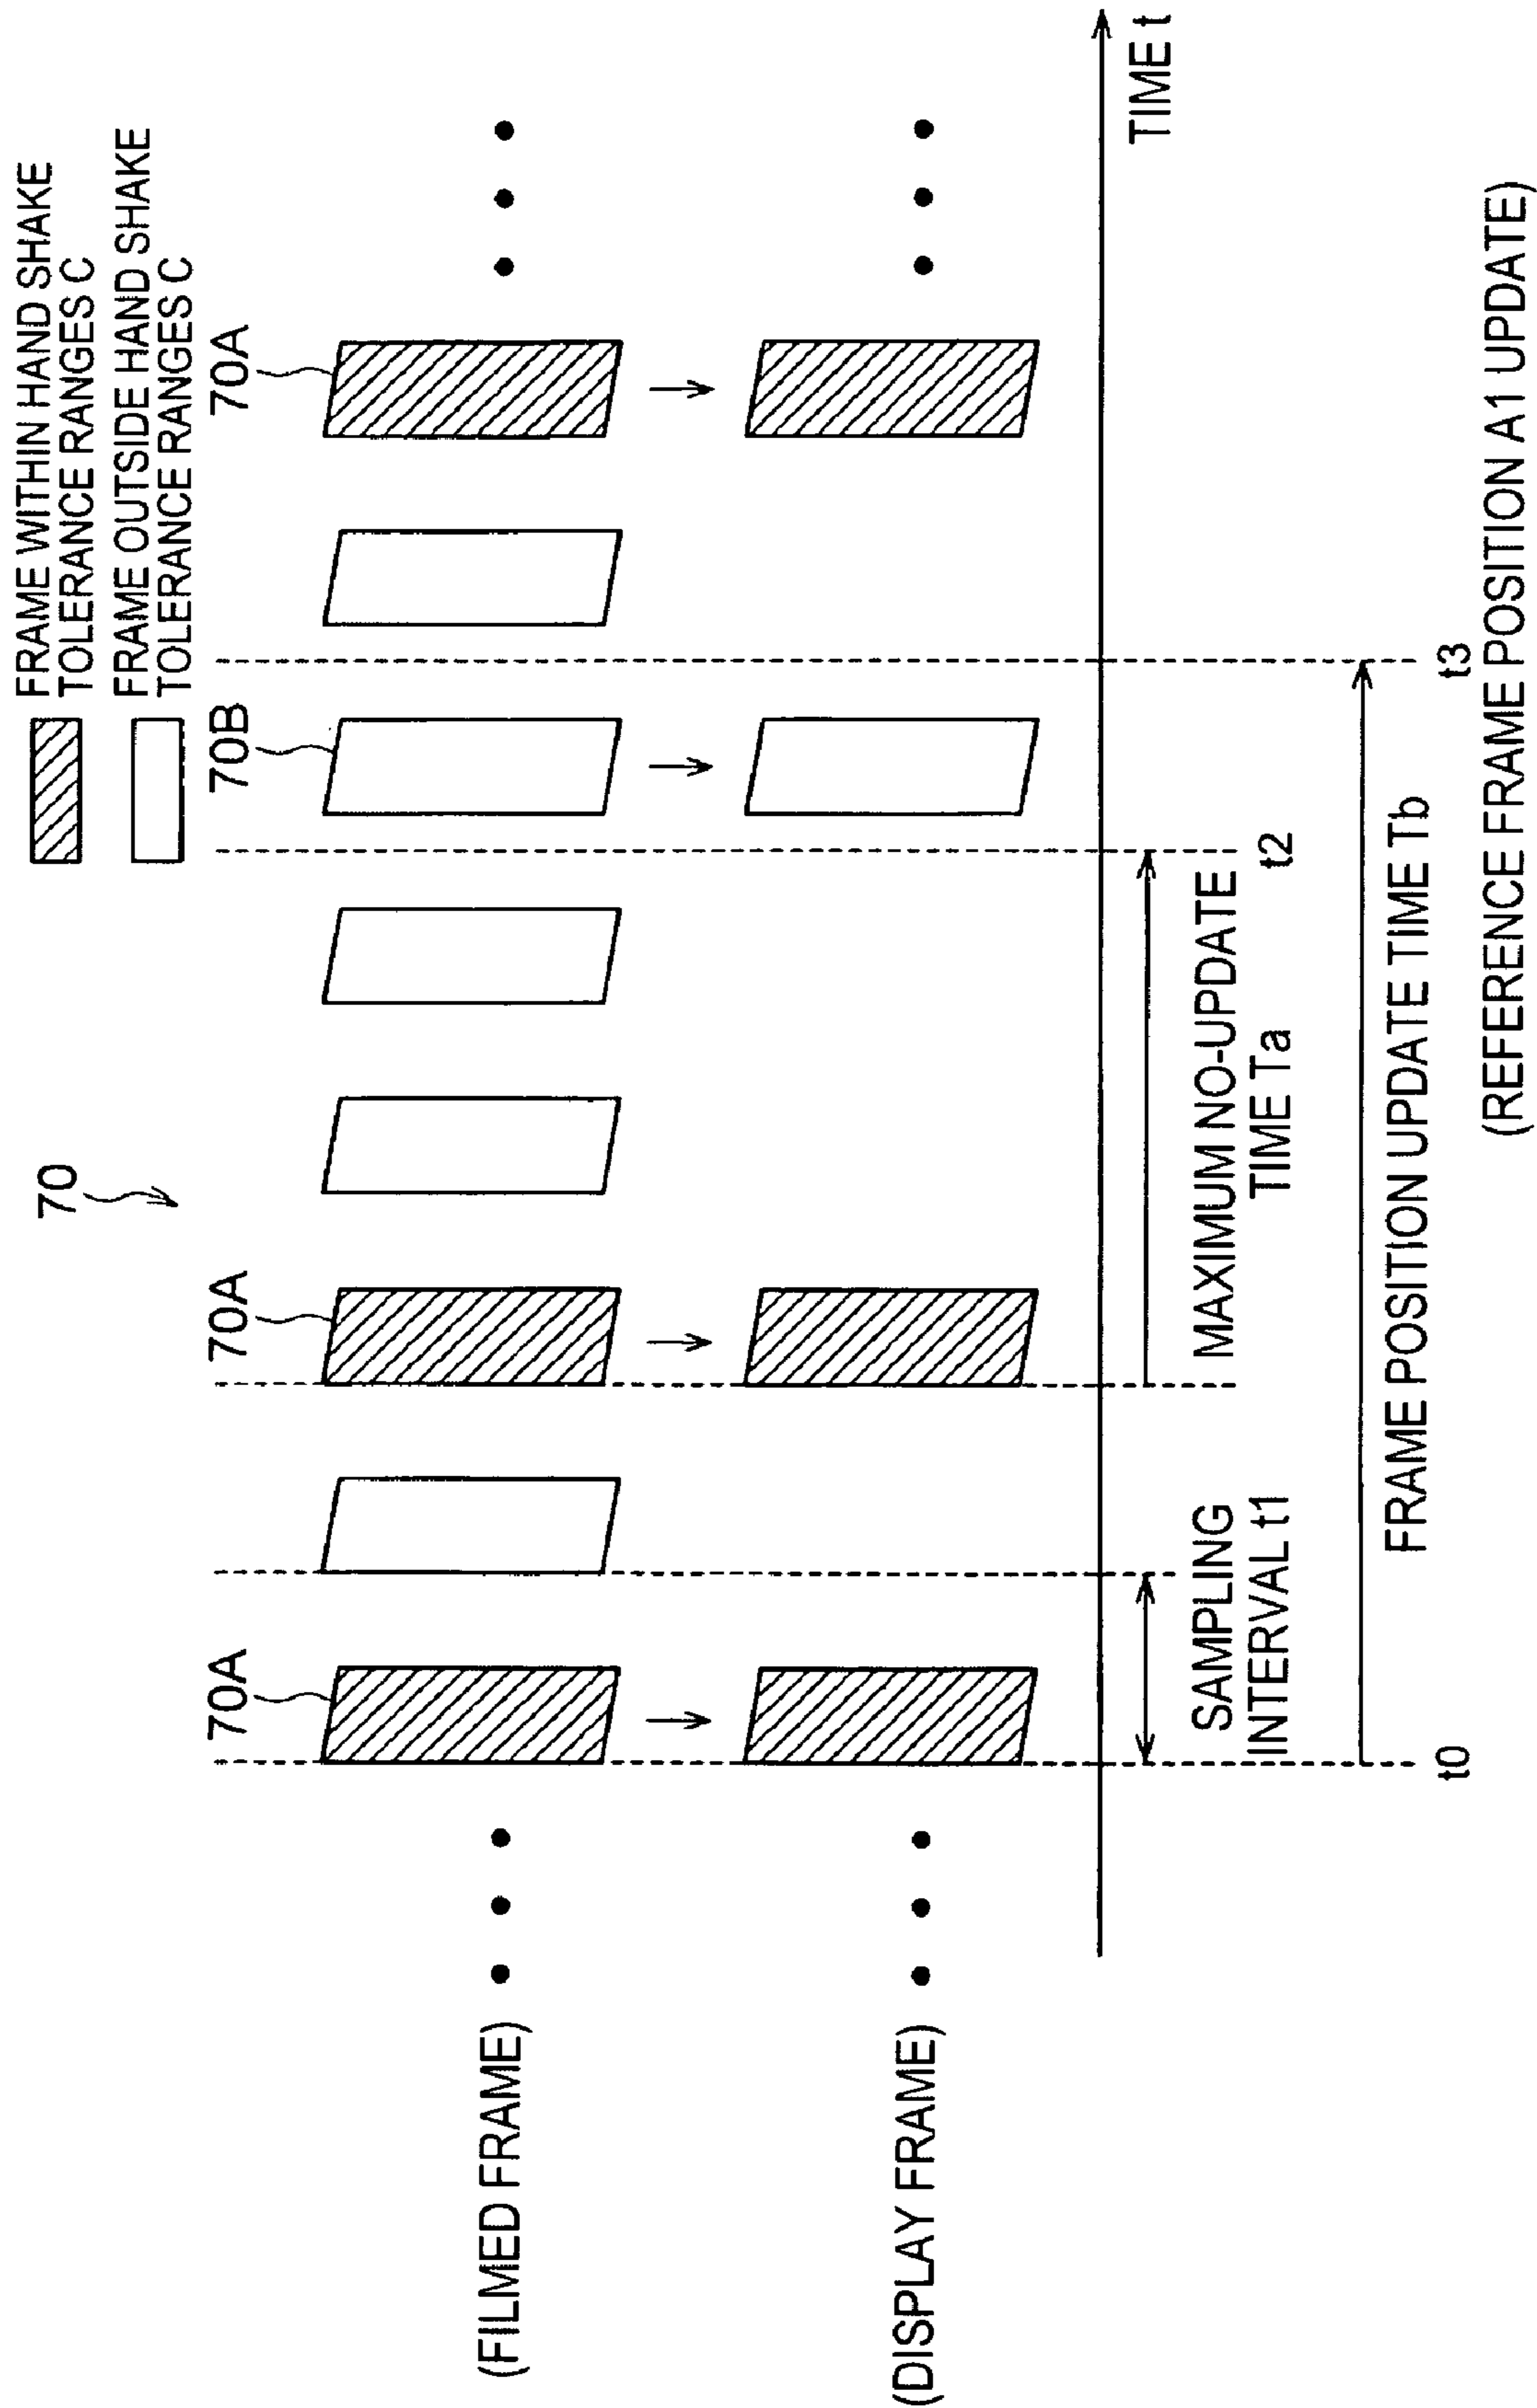 FRAME WITHIN HAND SHAKE
TOLERANCE RANGES C
FRAME OUTSIDE HAND SHAKE
TOLERANCE RANGES C
70
70A
70A
70B
70A
(FILMED FRAME)
(DISPLAY FRAME)
TIME t
SAMPLING
INTERVAL t1
MAXIMUM NO-UPDATE
TIME Ta
t2
FRAME POSITION UPDATE TIME Tb
t0
t3
(REFERENCE FRAME POSITION A1 UPDATE)